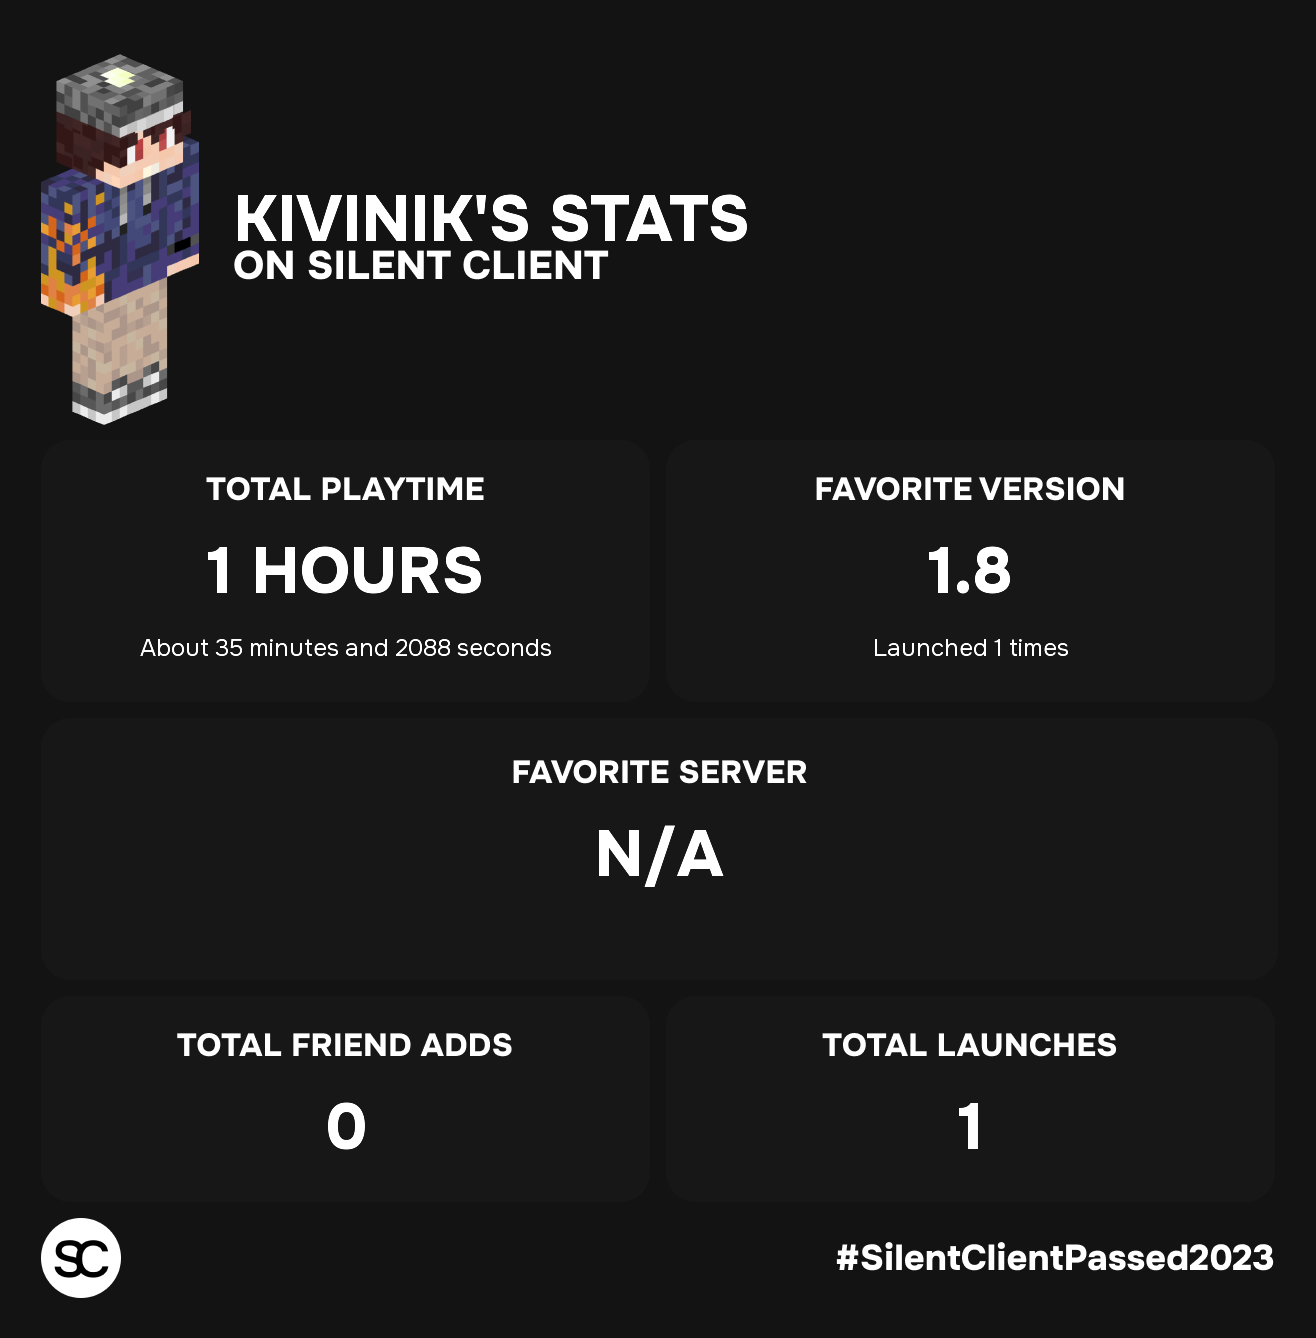 KIVINIK'S STATS
ON SILENT CLIENT
TOTAL PLAYTIME
1 HOURS
About 35 minutes and 2088 seconds
FAVORITE VERSION
1.8
Launched 1 times
FAVORITE SERVER
N/A
TOTAL FRIEND ADDS
0
TOTAL LAUNCHES
1
SC
#SilentClientPassed2023